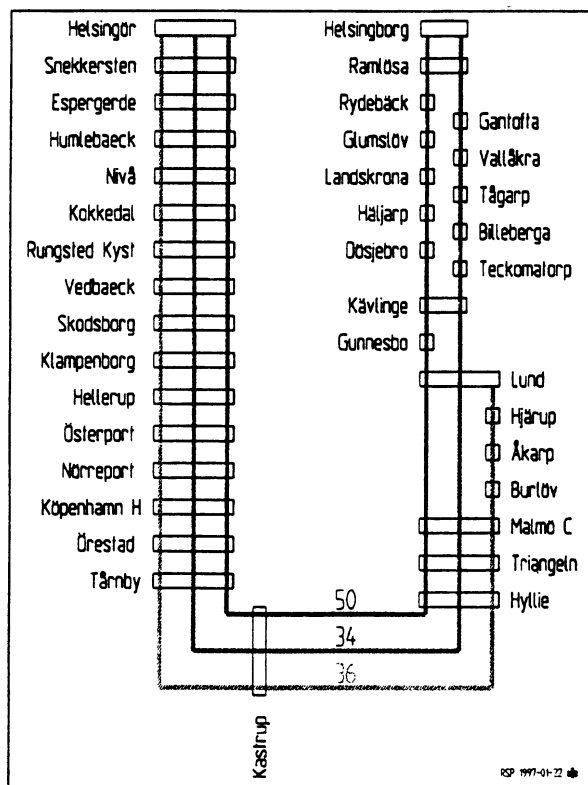 Helsingör
Snekkersten
Espergerde
Humlebaeck
Nivå
Kokkedal
Rungsted Kyst
Vedbaeck
Skodsborg
Klampenborg
Hellerup
Österport
Nörreport
Köpenhamn H
Örestad
Tårnby
Helsingborg
Ramlösa
Rydebäck
Glumslöv
Landskrona
Häljarp
Dösjebro
Kävlinge
Gunnesbo
Gantofta
Vallåkra
Tågarp
Billeberga
Teckomatorp
Lund
Hjärup
Åkarp
Burlöv
Malmö C
Triangeln
Hyllie
50
34
36
Kastrup
RSP 1997-01-22